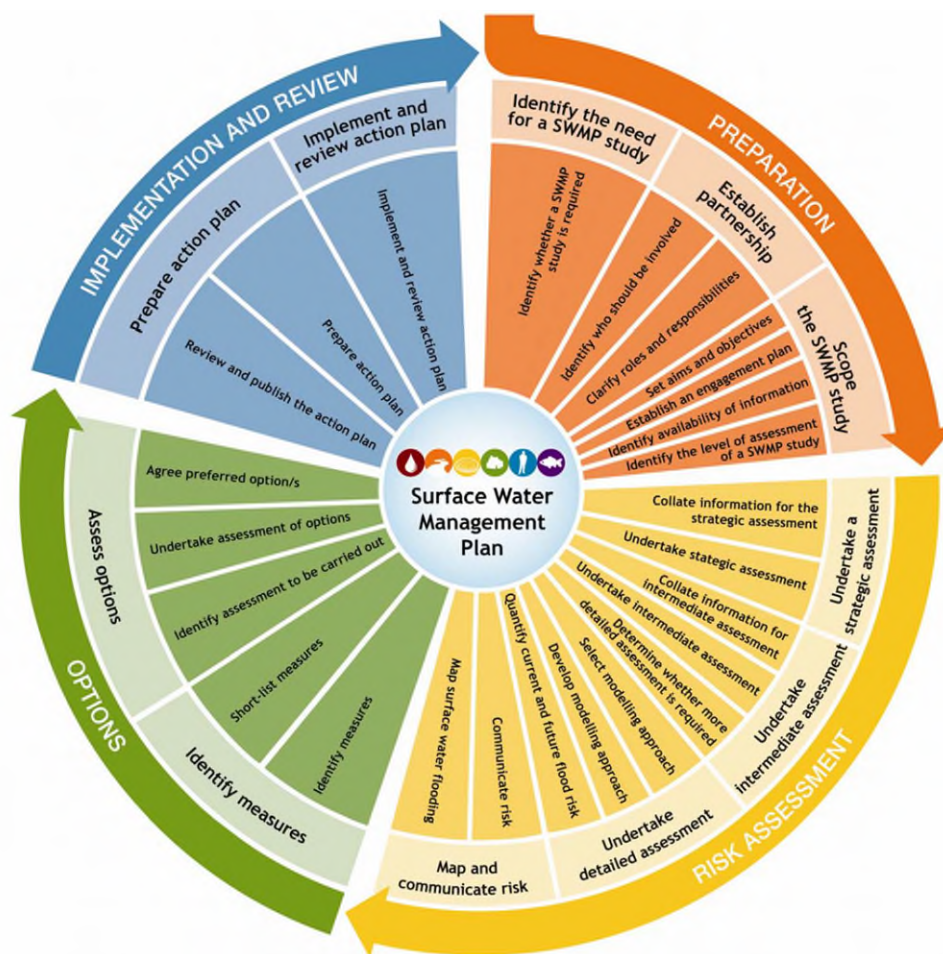 IMPLEMENTATION AND REVIEW
PREPARATION
RISK ASSESSMENT
OPTIONS
Surface Water
Management
Plan
Identify the need
for a SWMP study
Establish
partnership
Scope
the SWMP study
Identify whether a SWMP
study is required
Identify who should be involved
Clarify roles and responsibilities
Set aims and objectives
Establish an engagement plan
Identify availability of information
Identify the level of assessment
of a SWMP study
Undertake a
strategic assessment
Undertake
intermediate assessment
Undertake
detailed assessment
Map and
communicate risk
Collate information for the
strategic assessment
Undertake stategic assessment
Collate information for
intermediate assessment
Undertake intermediate assessment
Determine whether more
detailed assessment is required
Select modelling approach
Develop modelling approach
Quantify current and future flood risk
Communicate risk
Map surface water flooding
Identify measures
Assess options
Identify measures
Short-list measures
Identify assessment to be carried out
Undertake assessment of options
Agree preferred option/s
Prepare action plan
Implement and
review action plan
Review and publish the action plan
Prepare action plan
Implement and review action plan